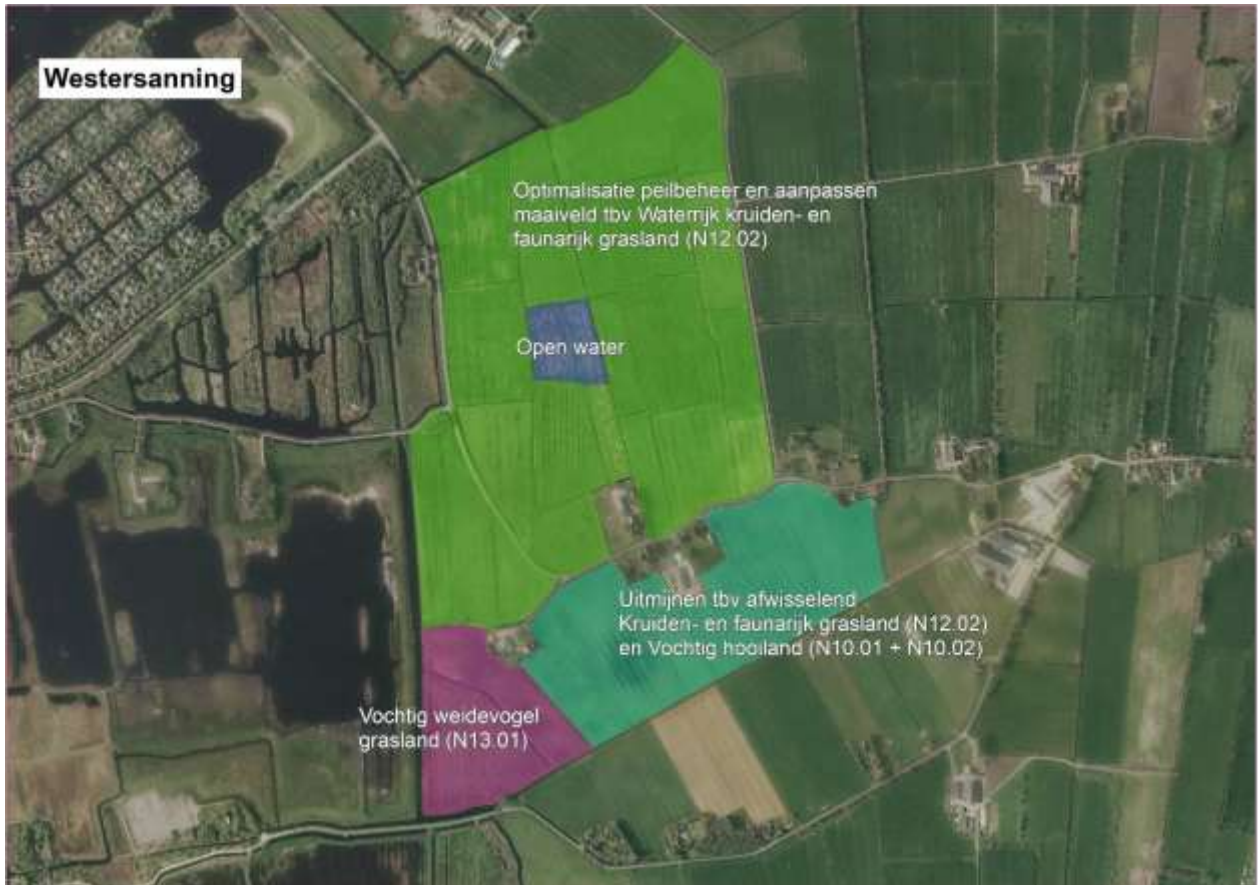 Westersanning
Optimalisatie peilbeheer en aanpassen
maaiveld tbv Waterrijk kruiden- en
faunarijk grasland (N12.02)
Open water
Uitmijnen tbv afwisselend
Kruiden- en faunarijk grasland (N12.02)
en Vochtig hooiland (N10.01 + N10.02)
Vochtig weidevogel
grasland (N13.01)